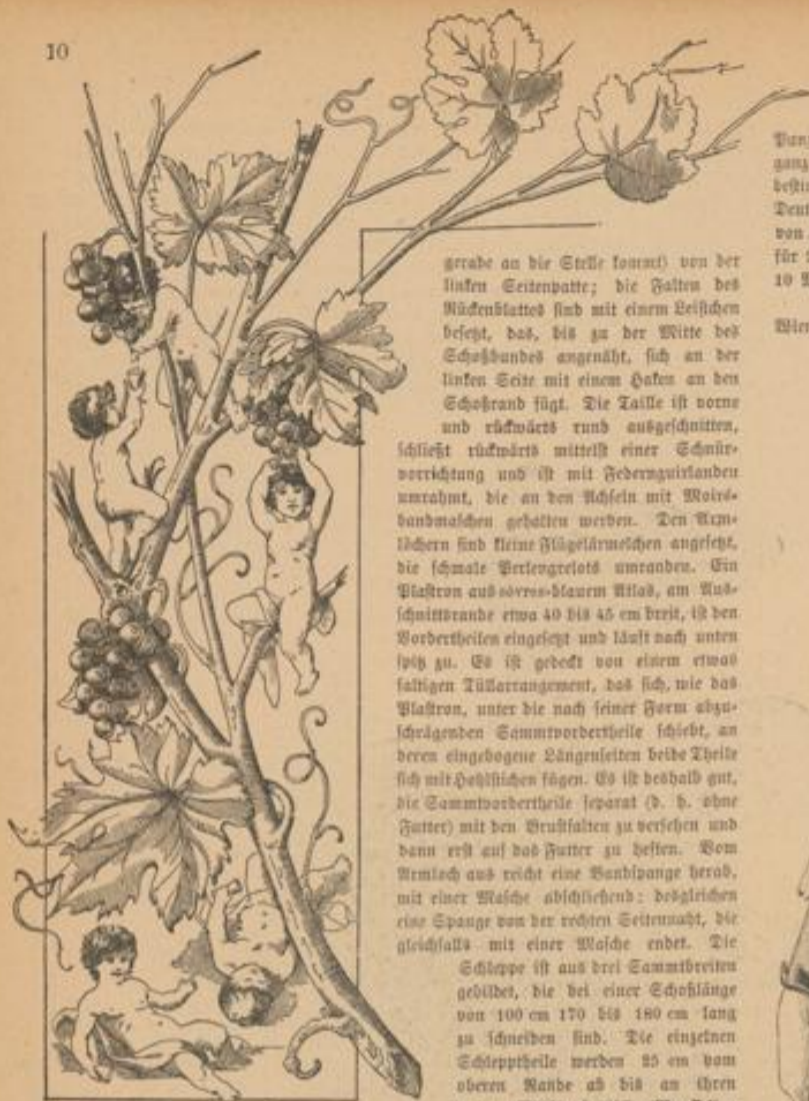 10
gerade an die Stelle kommt) von der
linken Seitenpatte; die Falten des
Rückenblattes sind mit einem Leistchen
besetzt, das, bis zu der Mitte des
Schoßbandes angenäht, sich an der
linken Seite mit einem Haken an den
Schoßrand fügt. Die Taille ist vorne
und rückwärts rund ausgeschnitten,
schließt rückwärts mittelst einer Schnür-
vorrichtung und ist mit Federnguirlanden
umrahmt, die an den Achseln mit Moiré-
bandmaschen gehalten werden. Den Arm-
löchern sind kleine Flügelärmelchen angesetzt,
die schmale Perlengrelots umranden. Ein
Plastron aus sèvres-blauem Atlas, am Aus-
schnittsrande etwa 40 bis 45 cm breit, ist den
Vordertheilen eingesetzt und läuft nach unten
spitz zu. Es ist gedeckt von einem etwas
faltigen Tüllarrangement, das sich, wie das
Plastron, unter die nach seiner Form abzu-
schrägenden Sammtvordertheile schiebt, an
deren eingebogene Längenseiten beide Theile
sich mit Hohlstichen fügen. Es ist deshalb gut,
die Sammtvordertheile separat (d. h. ohne
Futter) mit den Brustfalten zu versehen und
dann erst auf das Futter zu heften. Vom
Armloch aus reicht eine Bandspange herab,
mit einer Masche abschließend; desgleichen
eine Spange von der rechten Seitennaht, die
gleichfalls mit einer Masche endet. Die
Schleppe ist aus drei Sammtbreiten
gebildet, die bei einer Schoßlänge
von 100 cm 170 bis 180 cm lang
zu schneiden sind. Die einzelnen
Schlepptheile werden 25 cm vom
oberen Rande ab bis an ihren
ganz
Deut
von
für
10
Wien